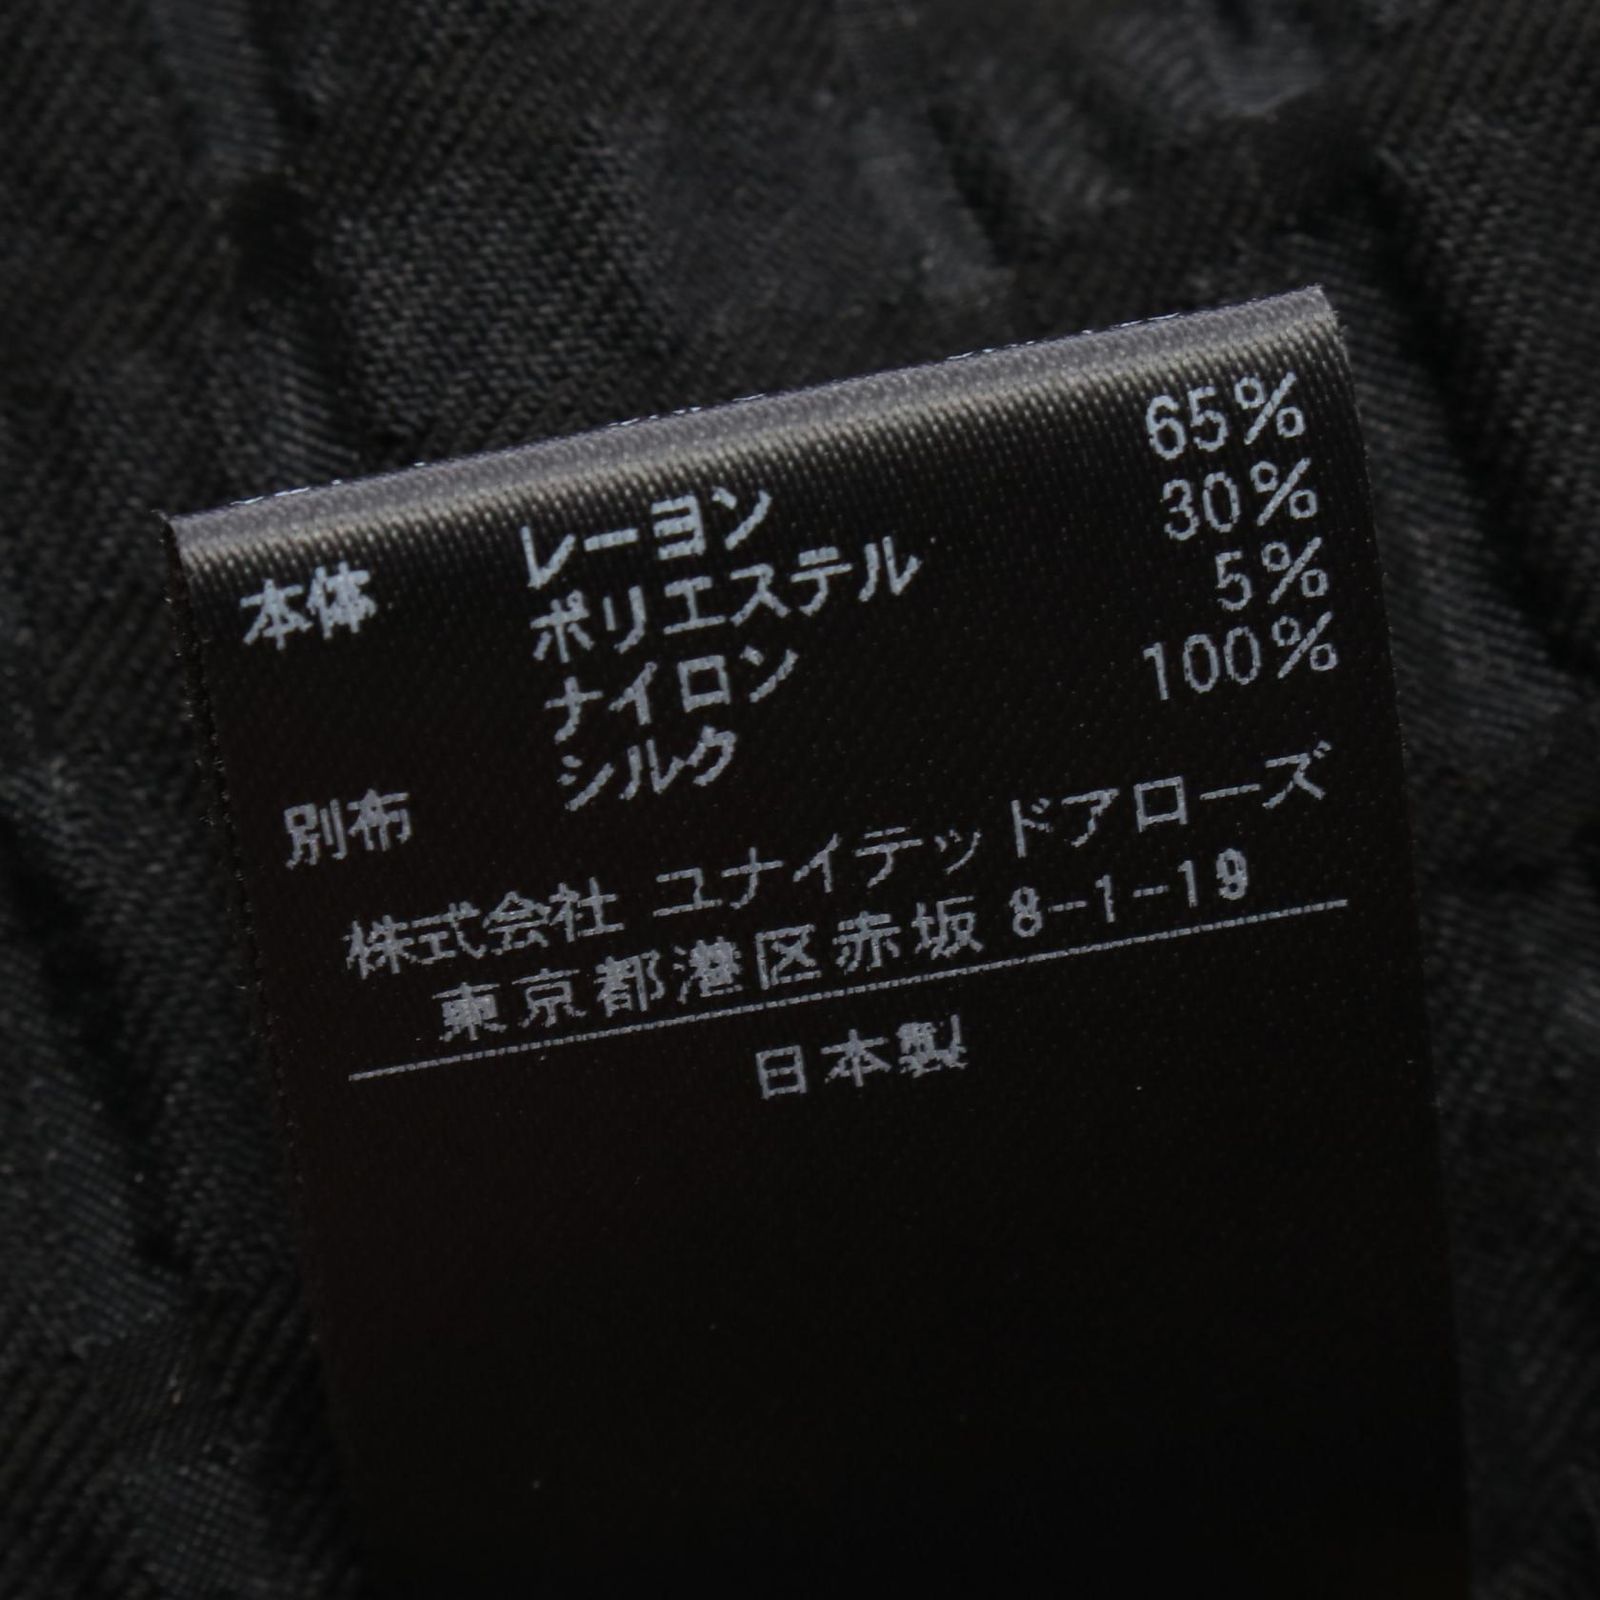 本体 レーヨン 65%
ポリエステル 30%
ナイロン 5%
別布 シルク 100%
株式会社 ユナイテッドアローズ
東京都港区赤坂 8-1-19
日本製